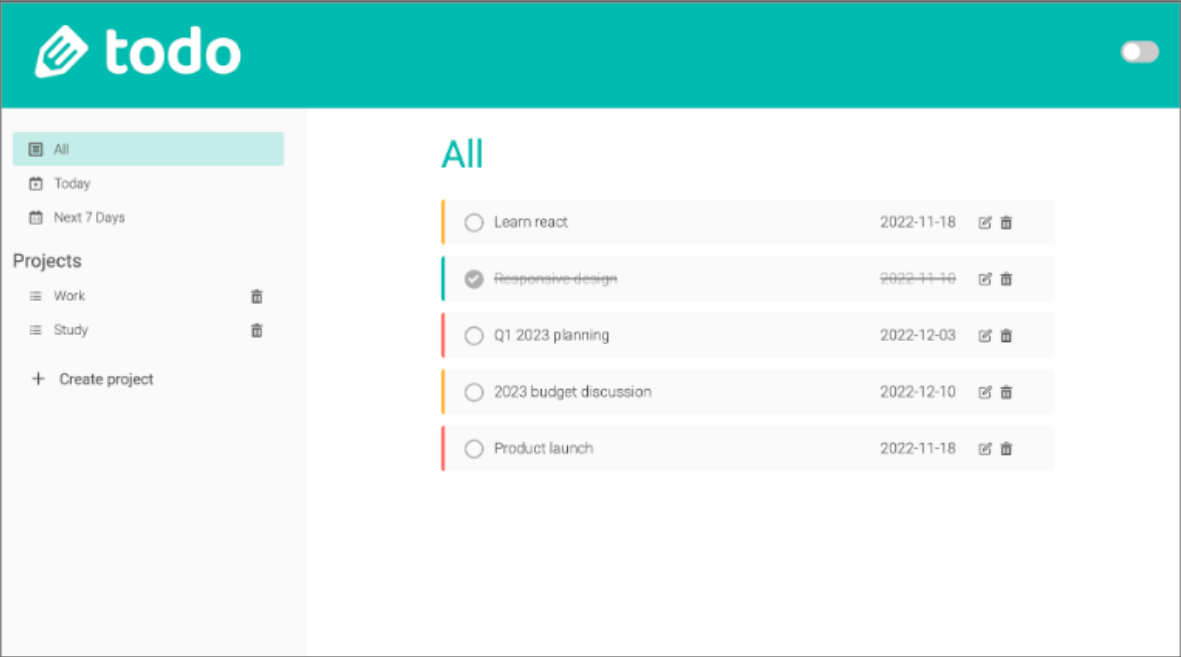 todo
All
Today
Next 7 Days
Projects
Work
Study
+ Create project
All
Learn react 2022-11-18
Responsive design 2022-11-10
Q1 2023 planning 2022-12-03
2023 budget discussion 2022-12-10
Product launch 2022-11-18